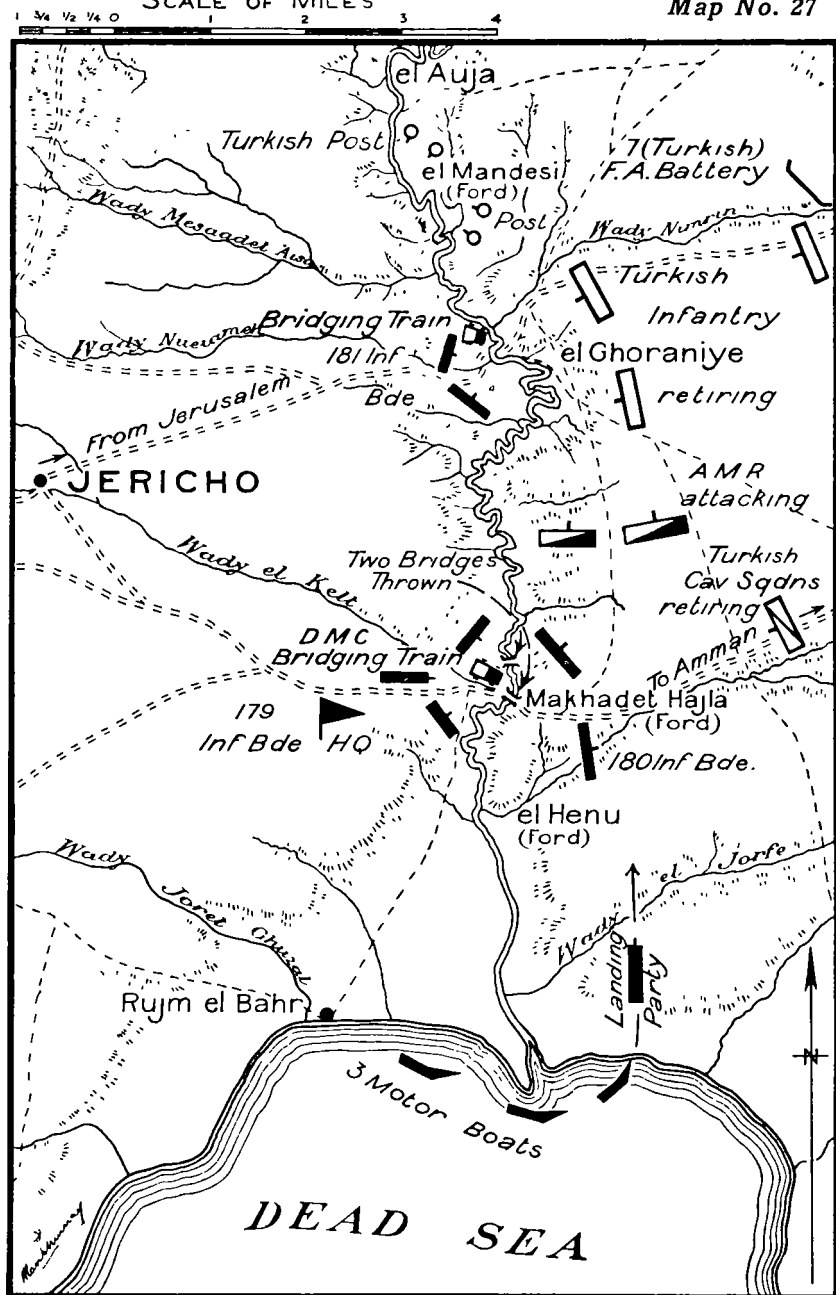 SCALE OF MILES
Map No. 27
1 3/4 1/2 1/4 0 1 2 3 4
el Auja
Turkish Post
el Mandesi
(Ford)
Post
7 (Turkish)
F.A. Battery
Wady Mesaadet
Wady Nimrin
Turkish
Infantry
retiring
Bridging Train
181 Inf
Bde
Wady Nueiameh
el Ghoraniye
From Jerusalem
JERICHO
AMR
attacking
Wady el Kelt
Two Bridges
Thrown
Turkish
Cav Sqdns
retiring
DMC
Bridging Train
To Amman
Makhadet Hajla
(Ford)
179
Inf Bde HQ
180 Inf Bde.
el Henu
(Ford)
Wady el Jorfe
Wady Joret Ghuzal
Landing
Party
Rujm el Bahr
3 Motor Boats
N
DEAD SEA